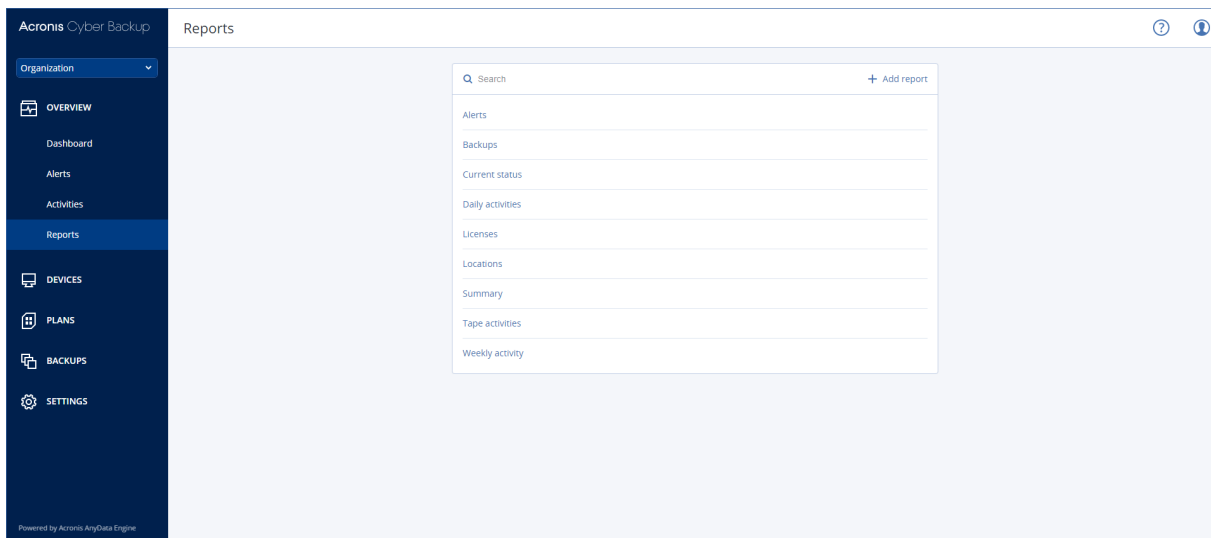 Acronis Cyber Backup
Reports
Organization
OVERVIEW
Dashboard
Alerts
Activities
Reports
DEVICES
PLANS
BACKUPS
SETTINGS
Powered by Acronis AnyData Engine
Search
+ Add report
Alerts
Backups
Current status
Daily activities
Licenses
Locations
Summary
Tape activities
Weekly activity
?